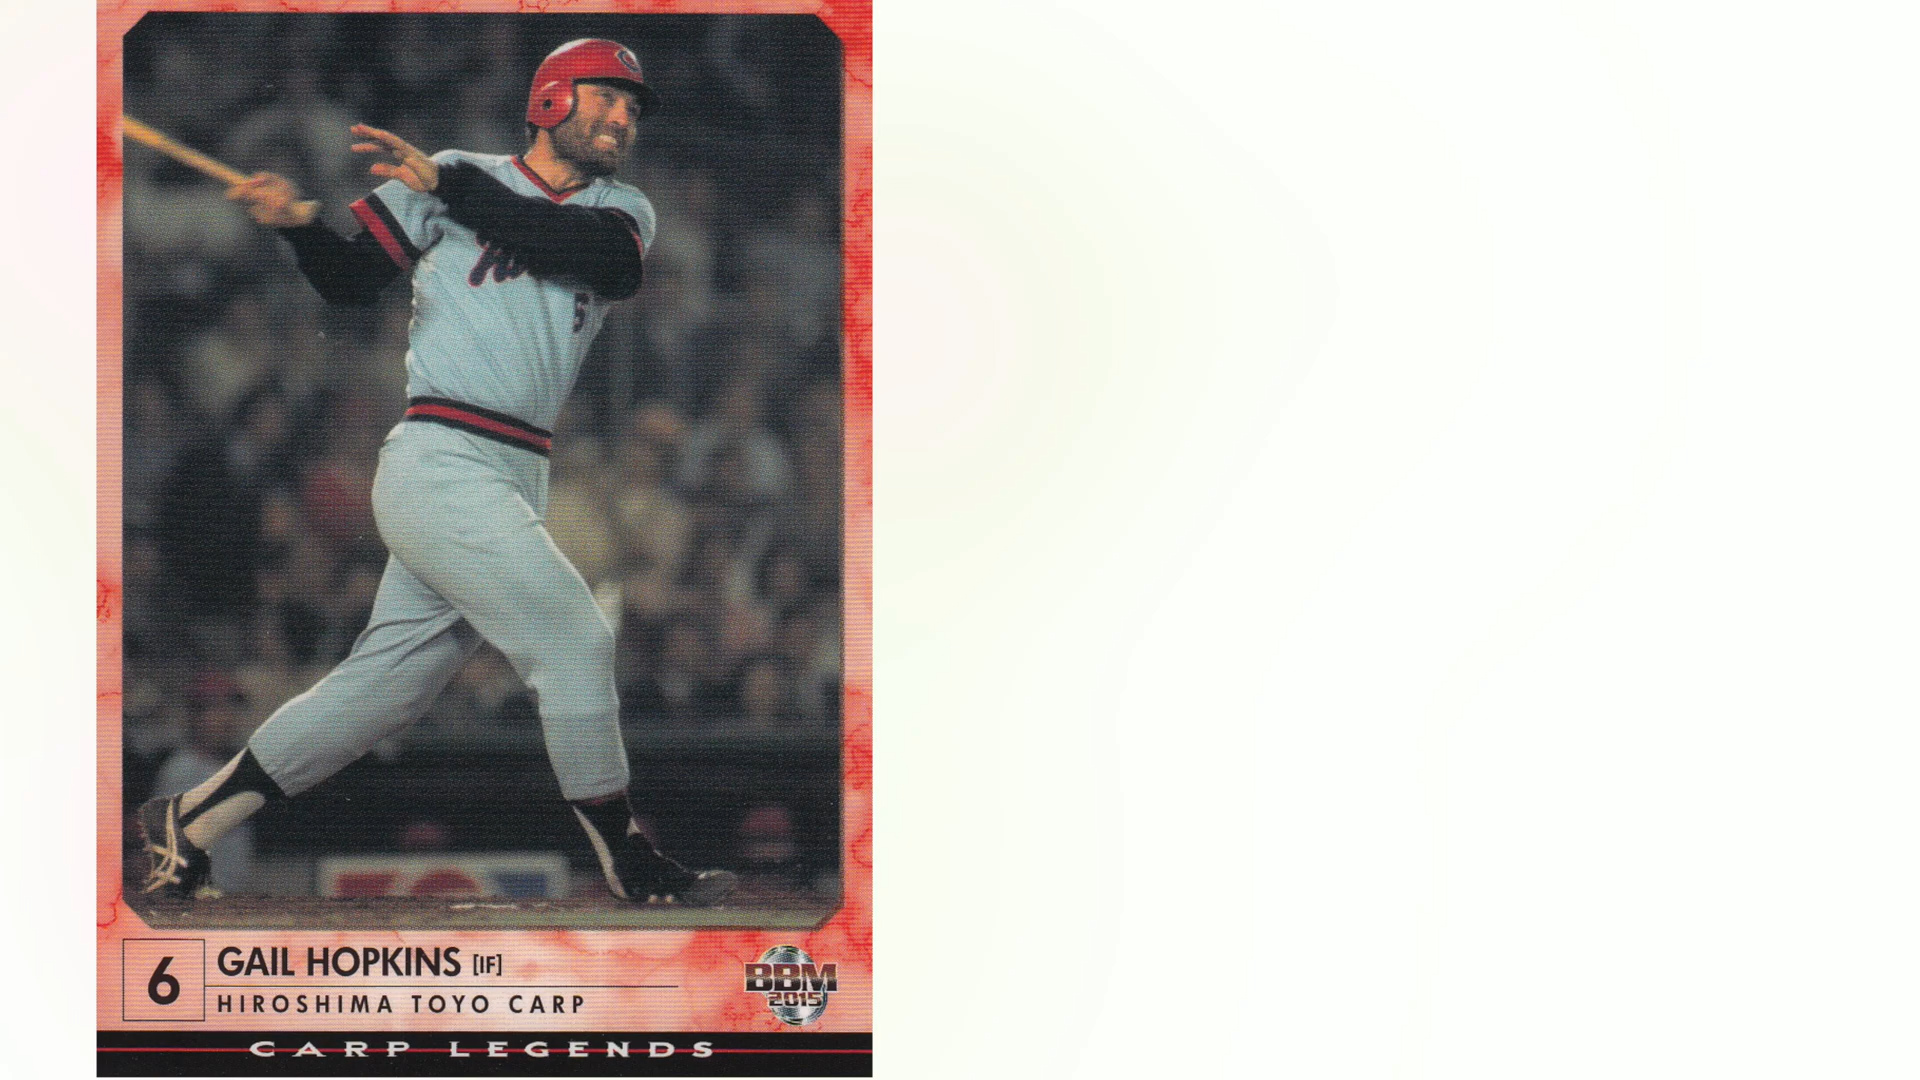 6
GAIL HOPKINS [IF]
HIROSHIMA TOYO CARP
BBM
2015
CARP LEGENDS